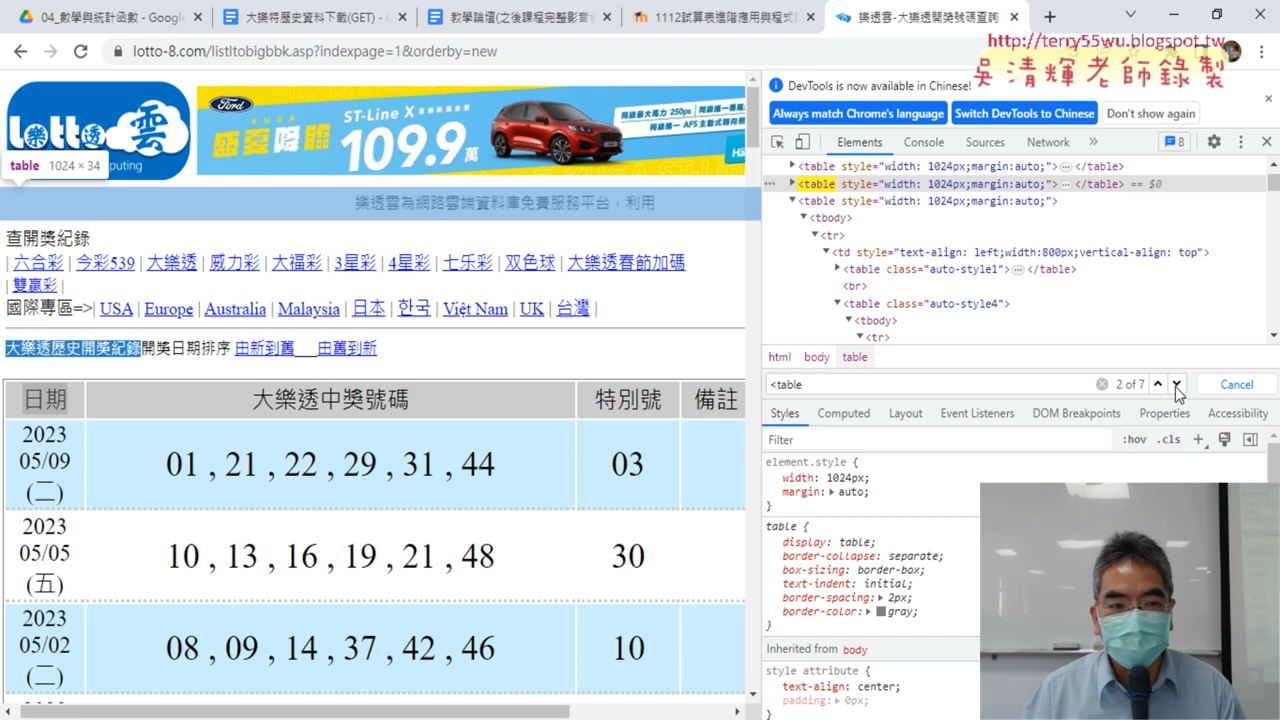 04_數學與統計函數 - Google
大樂特歷史資料下載(GET) - G
教學論壇(之後課程完整影音
1112試算表進階應用與程式
樂透雲-大樂透開獎號碼查詢
lotto-8.com/listltobigbbk.asp?indexpage=1&orderby=new
http://terry55wu.blogspot.tw
吳清輝老師錄製
Lotto 樂透 雲
puting
table 1024 × 34
Ford
KUGA
盛夏降臨
ST-Line X
109.9萬
樂透雲為網路雲端資料庫免費服務平台，利用
查開獎紀錄
| 六合彩 | 今彩539 | 大樂透 | 威力彩 | 大福彩 | 3星彩 | 4星彩 | 七乐彩 | 双色球 | 大樂透春節加碼
| 雙贏彩 |
國際專區=>| USA | Europe | Australia | Malaysia | 日本 | 한국 | Việt Nam | UK | 台灣 |
大樂透歷史開獎紀錄開獎日期排序 由新到舊 由舊到新
日期 大樂透中獎號碼 特別號 備註
2023
05/09
(二)
01 , 21 , 22 , 29 , 31 , 44 03
2023
05/05
(五)
10 , 13 , 16 , 19 , 21 , 48 30
2023
05/02
(二)
08 , 09 , 14 , 37 , 42 , 46 10
DevTools is now available in Chinese!
Always match Chrome's language Switch DevTools to Chinese Don't show again
Elements Console Sources Network 8
<table style="width: 1024px;margin:auto;">…</table>
<table style="width: 1024px;margin:auto;">…</table> == $0
<table style="width: 1024px;margin:auto;">
<tbody>
<tr>
<td style="text-align: left;width:800px;vertical-align: top">
<table class="auto-style1">…</table>
<br>
<table class="auto-style4">
<tbody>
<tr>
html body table
<table 2 of 7 Cancel
Styles Computed Layout Event Listeners DOM Breakpoints Properties Accessibility
Filter :hov .cls
element.style {
width: 1024px;
margin: auto;
}
table {
display: table;
border-collapse: separate;
box-sizing: border-box;
text-indent: initial;
border-spacing: 2px;
border-color: gray;
}
Inherited from body
style attribute {
text-align: center;
padding: 0px;